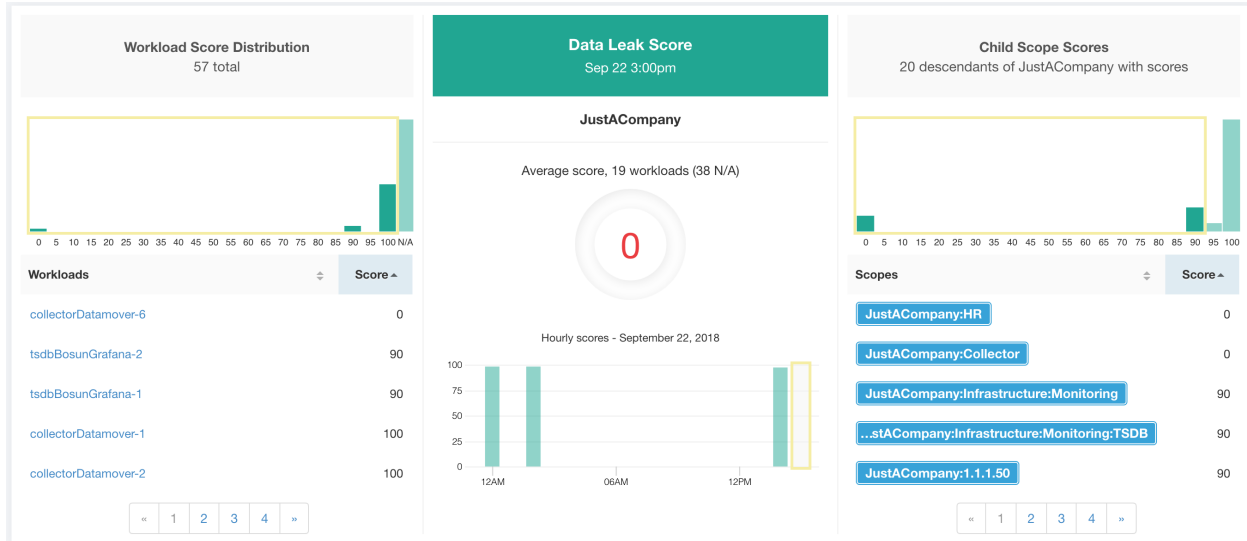 Workload Score Distribution
57 total
0 5 10 15 20 25 30 35 40 45 50 55 60 65 70 75 80 85 90 95 100 N/A
Workloads Score
collectorDatamover-6 0
tsdbBosunGrafana-2 90
tsdbBosunGrafana-1 90
collectorDatamover-1 100
collectorDatamover-2 100
« 1 2 3 4 »
Data Leak Score
Sep 22 3:00pm
JustACompany
Average score, 19 workloads (38 N/A)
0
Hourly scores - September 22, 2018
100
75
50
25
0
12AM 06AM 12PM
Child Scope Scores
20 descendants of JustACompany with scores
0 5 10 15 20 25 30 35 40 45 50 55 60 65 70 75 80 85 90 95 100
Scopes Score
JustACompany:HR 0
JustACompany:Collector 0
JustACompany:Infrastructure:Monitoring 90
...stACompany:Infrastructure:Monitoring:TSDB 90
JustACompany:1.1.1.50 90
« 1 2 3 4 »